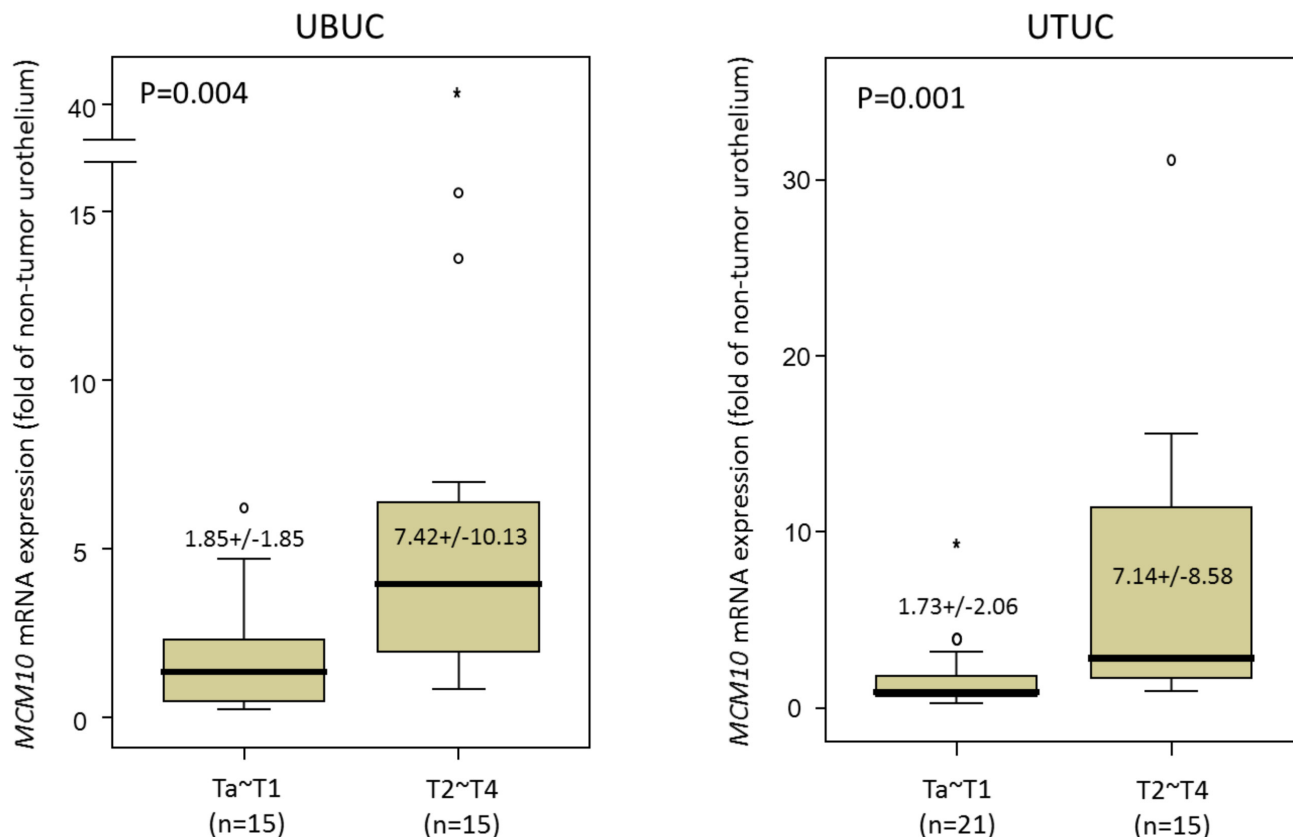 UBUC
MCM10 mRNA expression (fold of non-tumor urothelium)
P=0.004
40
15
10
5
0
1.85+/-1.85
7.42+/-10.13
Ta~T1
(n=15)
T2~T4
(n=15)
UTUC
MCM10 mRNA expression (fold of non-tumor urothelium)
P=0.001
30
20
10
0
1.73+/-2.06
7.14+/-8.58
Ta~T1
(n=21)
T2~T4
(n=15)